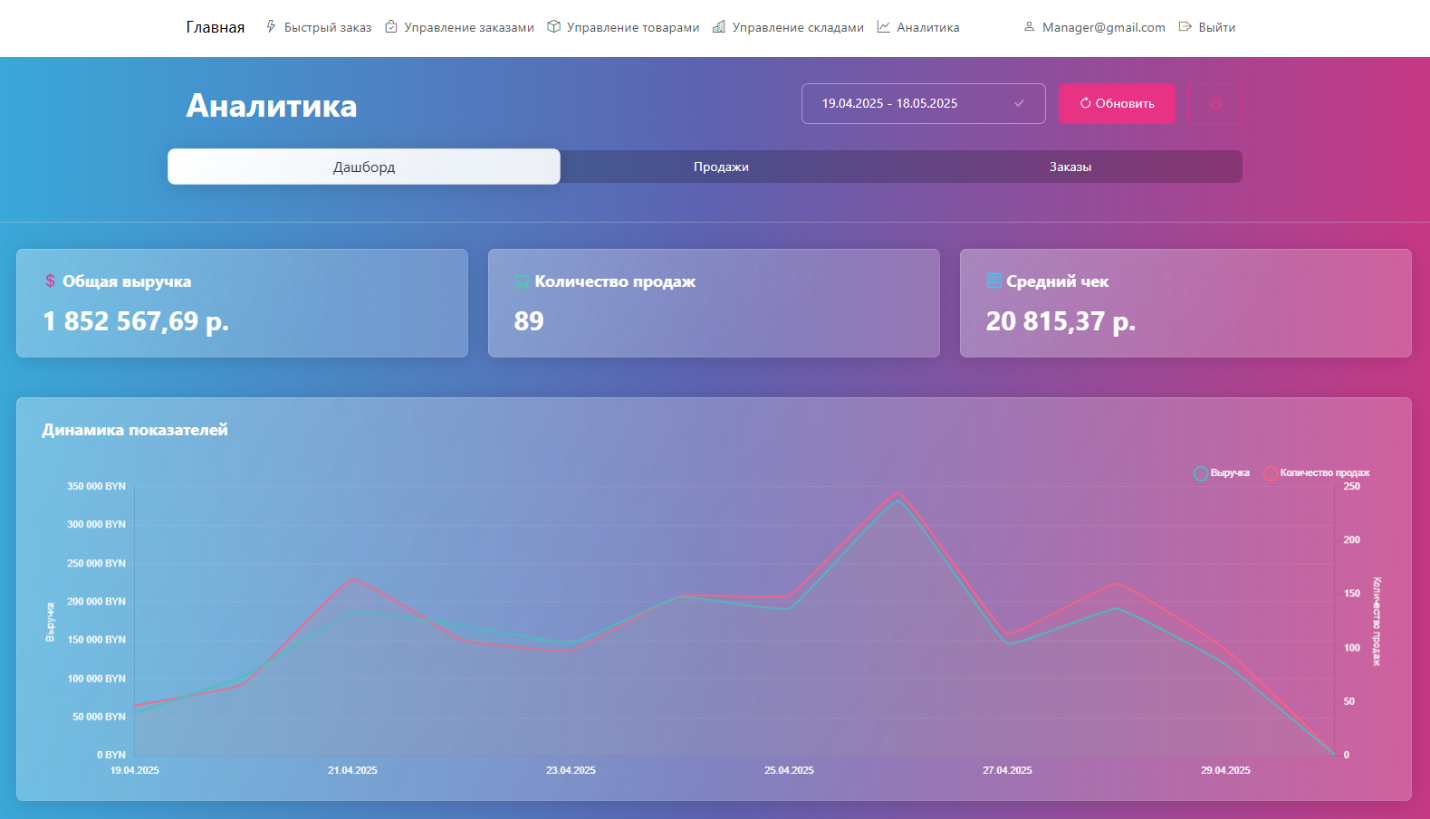 Главная Быстрый заказ Управление заказами Управление товарами Управление складами Аналитика Manager@gmail.com Выйти
Аналитика 19.04.2025 - 18.05.2025 Обновить
Дашборд Продажи Заказы
$ Общая выручка
1 852 567,69 р.
Количество продаж
89
Средний чек
20 815,37 р.
Динамика показателей
Выручка Количество продаж
350 000 BYN 250
300 000 BYN
200
250 000 BYN
200 000 BYN
150
150 000 BYN
100
100 000 BYN
50 000 BYN
50
0 BYN 0
Выручка
Количество продаж
19.04.2025 21.04.2025 23.04.2025 25.04.2025 27.04.2025 29.04.2025